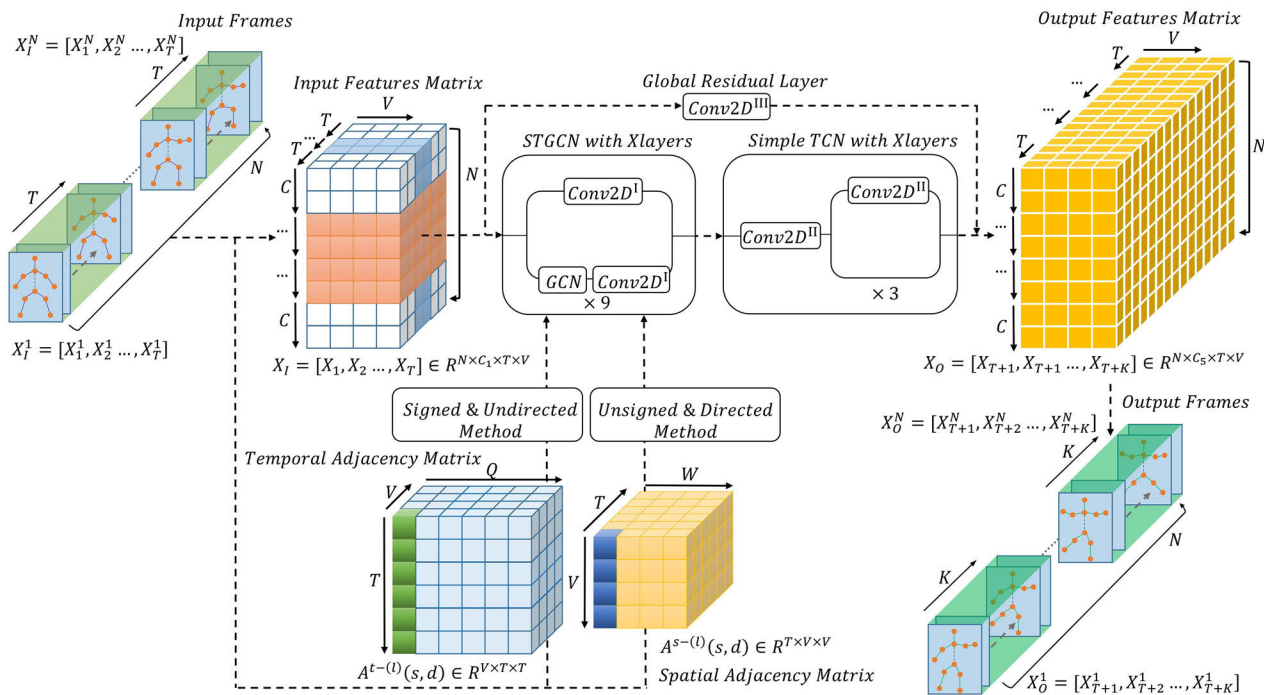 Input Frames
X_I^N = [X_1^N, X_2^N ..., X_T^N]
T
T
N
X_I^1 = [X_1^1, X_2^1 ..., X_T^1]
Input Features Matrix
V
T
...
T
C
...
...
C
N
X_I = [X_1, X_2 ..., X_T] ∈ R^{N×C_1×T×V}
Global Residual Layer
Conv2D^III
STGCN with Xlayers
Conv2D^I
GCN
Conv2D^I
× 9
Simple TCN with Xlayers
Conv2D^II
Conv2D^II
× 3
Output Features Matrix
V
T
...
...
T
C
...
...
C
N
X_O = [X_{T+1}, X_{T+1} ..., X_{T+K}] ∈ R^{N×C_5×T×V}
Signed & Undirected
Method
Unsigned & Directed
Method
Temporal Adjacency Matrix
Q
V
T
A^{t-(l)}(s, d) ∈ R^{V×T×T}
W
T
V
A^{s-(l)}(s, d) ∈ R^{T×V×V}
Spatial Adjacency Matrix
Output Frames
X_O^N = [X_{T+1}^N, X_{T+2}^N ..., X_{T+K}^N]
K
K
N
X_O^1 = [X_{T+1}^1, X_{T+2}^1 ..., X_{T+K}^1]